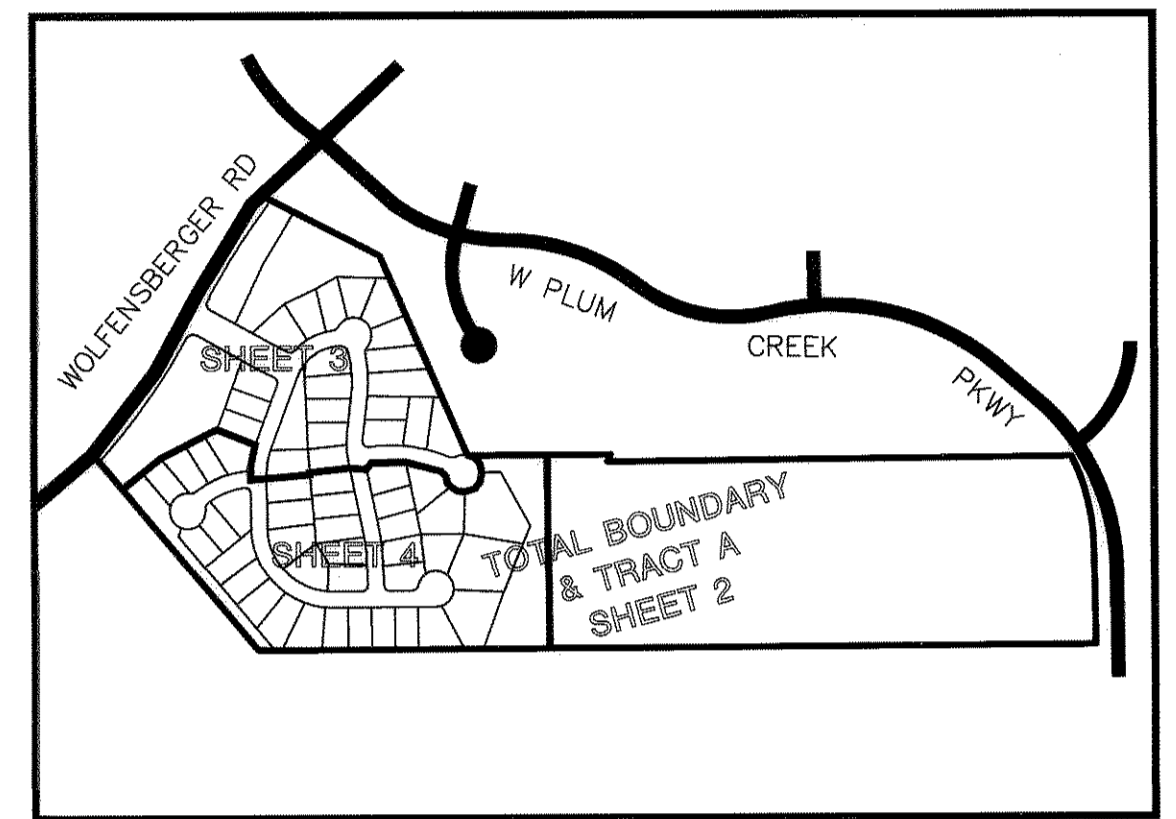 WOLFENSBERGER RD
W PLUM
CREEK
PKWY
SHEET 3
SHEET 4
TOTAL BOUNDARY
& TRACT A
SHEET 2